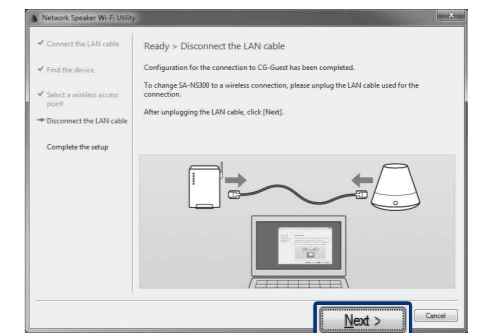 Network Speaker Wi-Fi Utility
✔ Connect the LAN cable
✔ Find the device
✔ Select a wireless access
point
➔ Disconnect the LAN cable
Complete the setup
Ready > Disconnect the LAN cable
Configuration for the connection to CG-Guest has been completed.
To change SA-NS300 to a wireless connection, please unplug the LAN cable used for the
connection.
After unplugging the LAN cable, click [Next].
Next >
Cancel